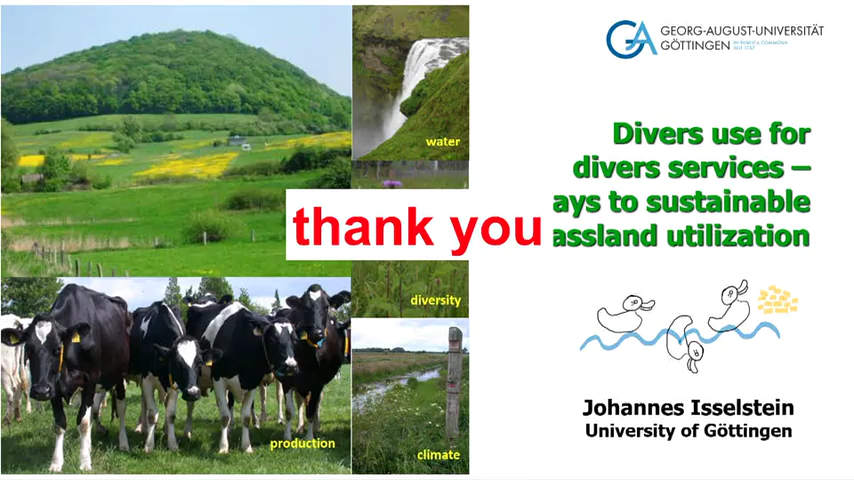 GEORG-AUGUST-UNIVERSITÄT
GÖTTINGEN
water
Divers use for
divers services –
ays to sustainable
assland utilization
thank you
diversity
production
climate
Johannes Isselstein
University of Göttingen